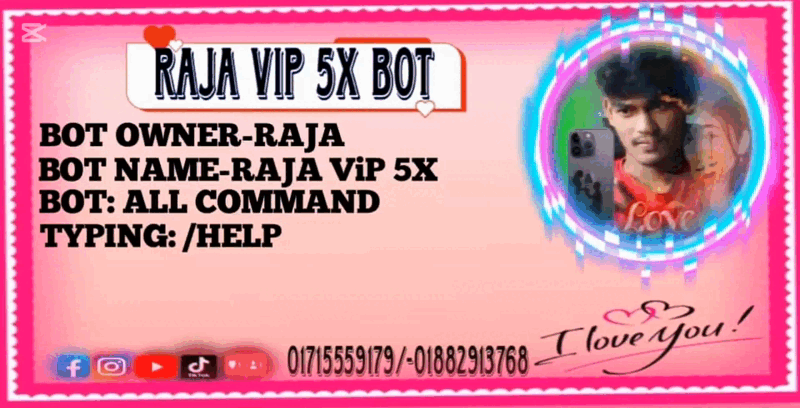 RAJA VIP 5X BOT
BOT OWNER-RAJA
BOT NAME-RAJA ViP 5X
BOT: ALL COMMAND
TYPING: /HELP
Love
I love you!
01715559179/-01882913768